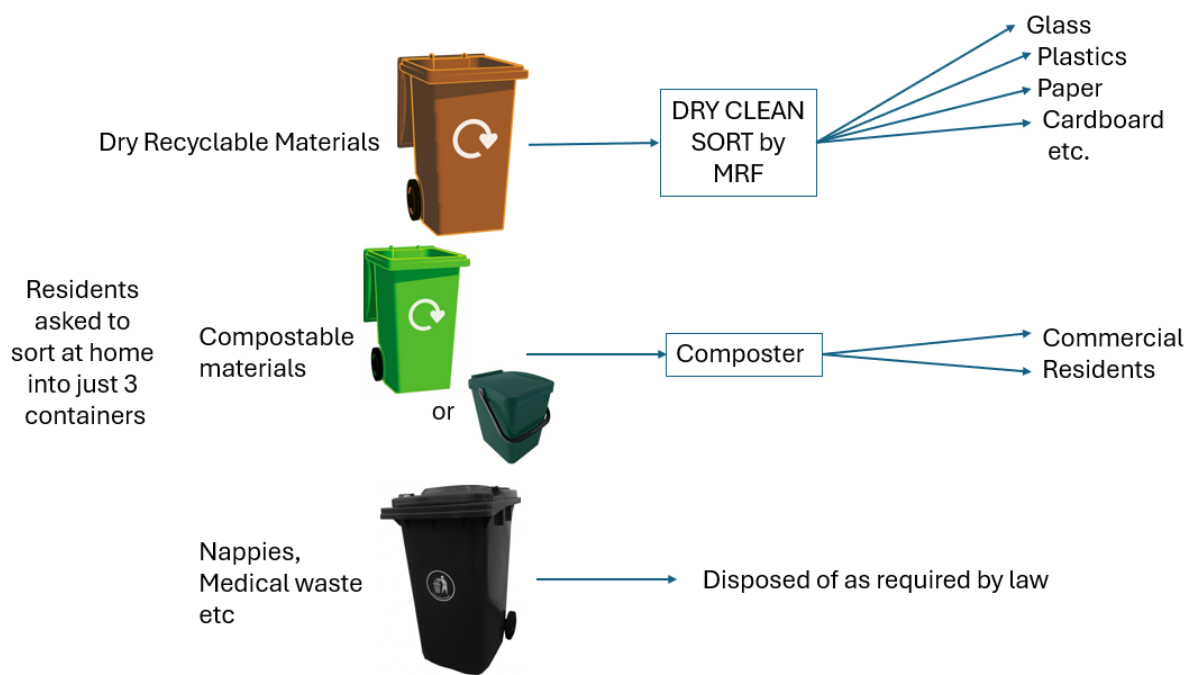 Glass
Plastics
Paper
Cardboard
etc.
Dry Recyclable Materials
DRY CLEAN
SORT by
MRF
Residents
asked to
sort at home
into just 3
containers
Compostable
materials
or
Composter
Commercial
Residents
Nappies,
Medical waste
etc
Disposed of as required by law